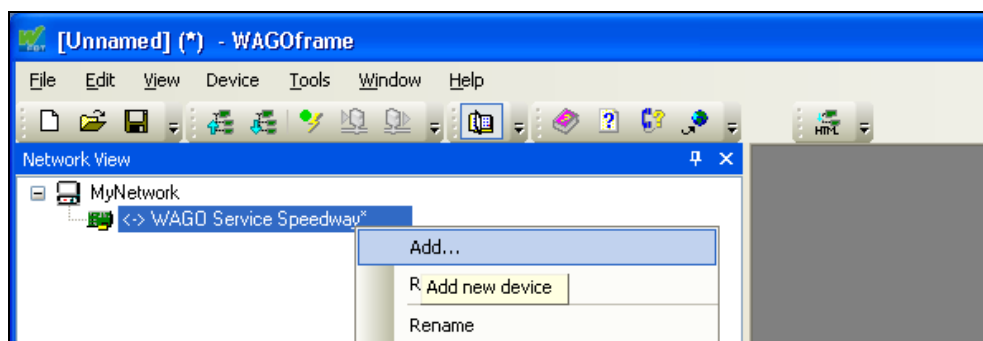 [Unnamed] (*) - WAGOframe
File Edit View Device Tools Window Help
HTML
Network View
MyNetwork
<-> WAGO Service Speedway*
Add...
R
Add new device
Rename